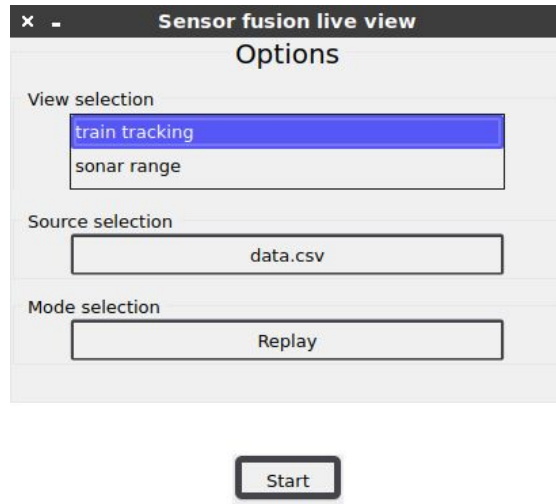 Sensor fusion live view
Options
View selection
train tracking
sonar range
Source selection
data.csv
Mode selection
Replay
Start